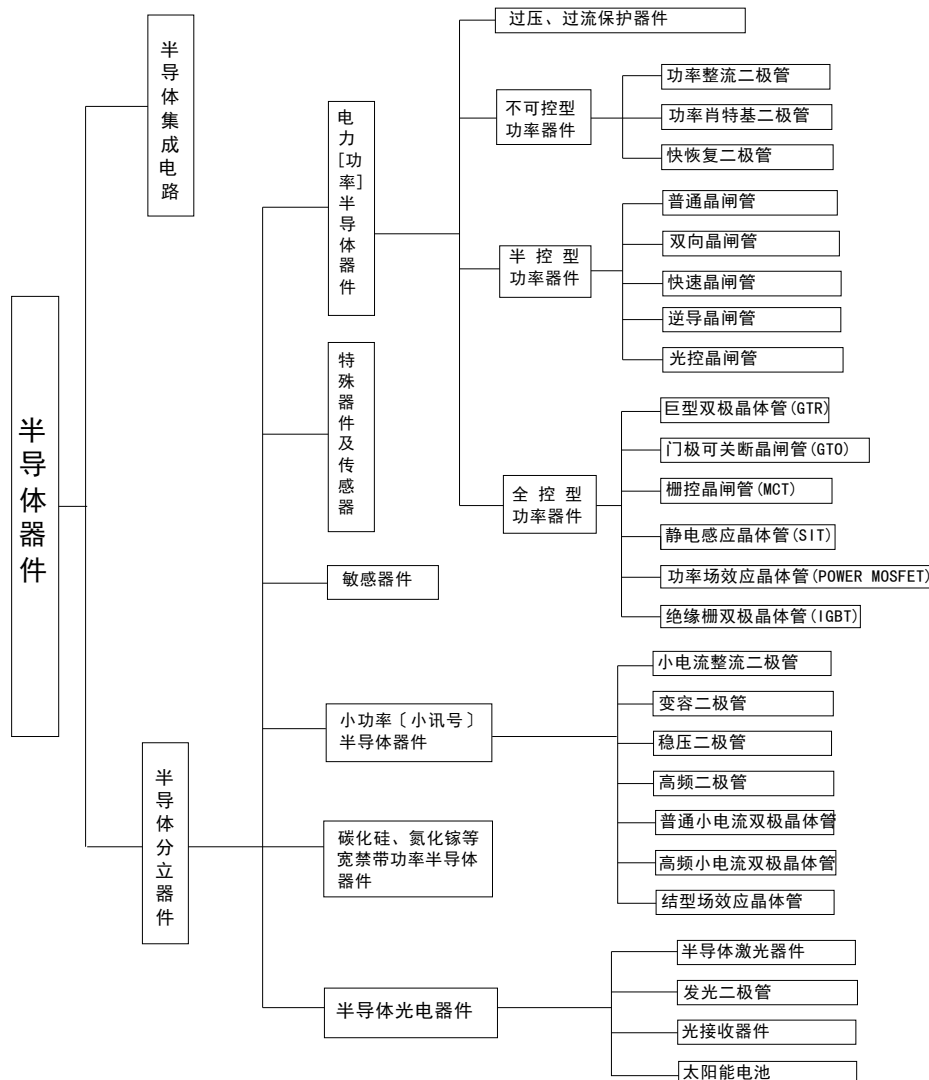 半导体器件
半导体集成电路
半导体分立器件
电力[功率]半导体器件
特殊器件及传感器
敏感器件
小功率〔小讯号〕
半导体器件
碳化硅、氮化镓等
宽禁带功率半导体
器件
半导体光电器件
过压、过流保护器件
不可控型
功率器件
半控型
功率器件
全控型
功率器件
功率整流二极管
功率肖特基二极管
快恢复二极管
普通晶闸管
双向晶闸管
快速晶闸管
逆导晶闸管
光控晶闸管
巨型双极晶体管(GTR)
门极可关断晶闸管(GTO)
栅控晶闸管(MCT)
静电感应晶体管(SIT)
功率场效应晶体管(POWER MOSFET)
绝缘栅双极晶体管(IGBT)
小电流整流二极管
变容二极管
稳压二极管
高频二极管
普通小电流双极晶体管
高频小电流双极晶体管
结型场效应晶体管
半导体激光器件
发光二极管
光接收器件
太阳能电池